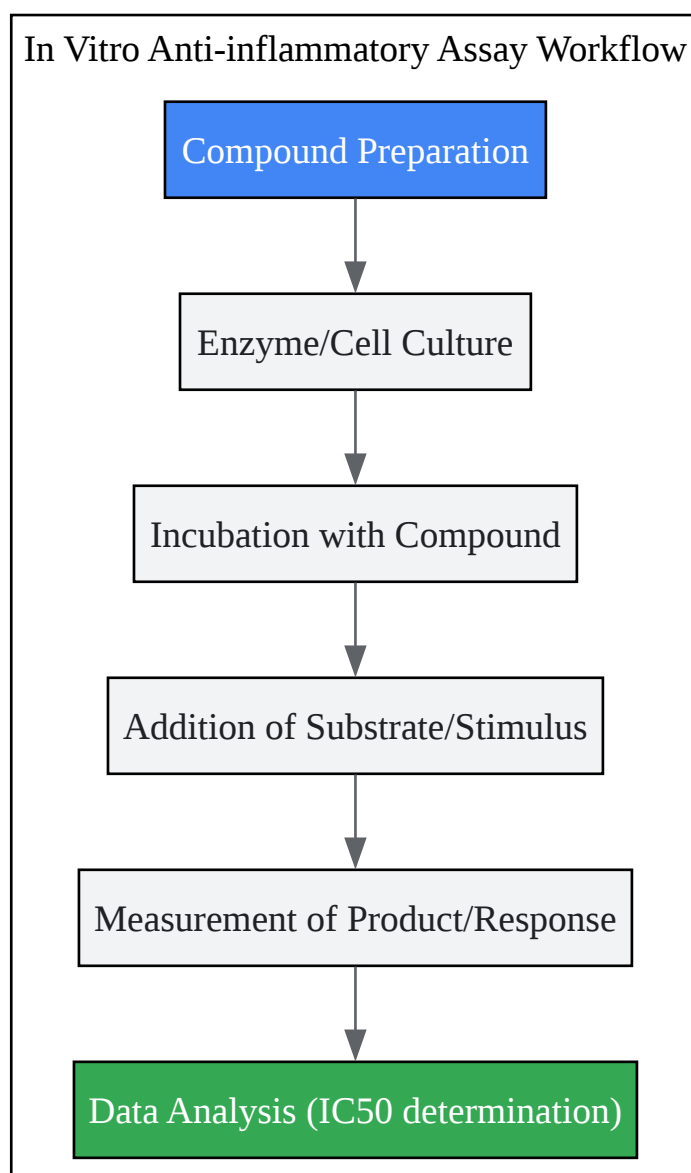 In Vitro Anti-inflammatory Assay Workflow
Compound Preparation
Enzyme/Cell Culture
Incubation with Compound
Addition of Substrate/Stimulus
Measurement of Product/Response
Data Analysis (IC50 determination)